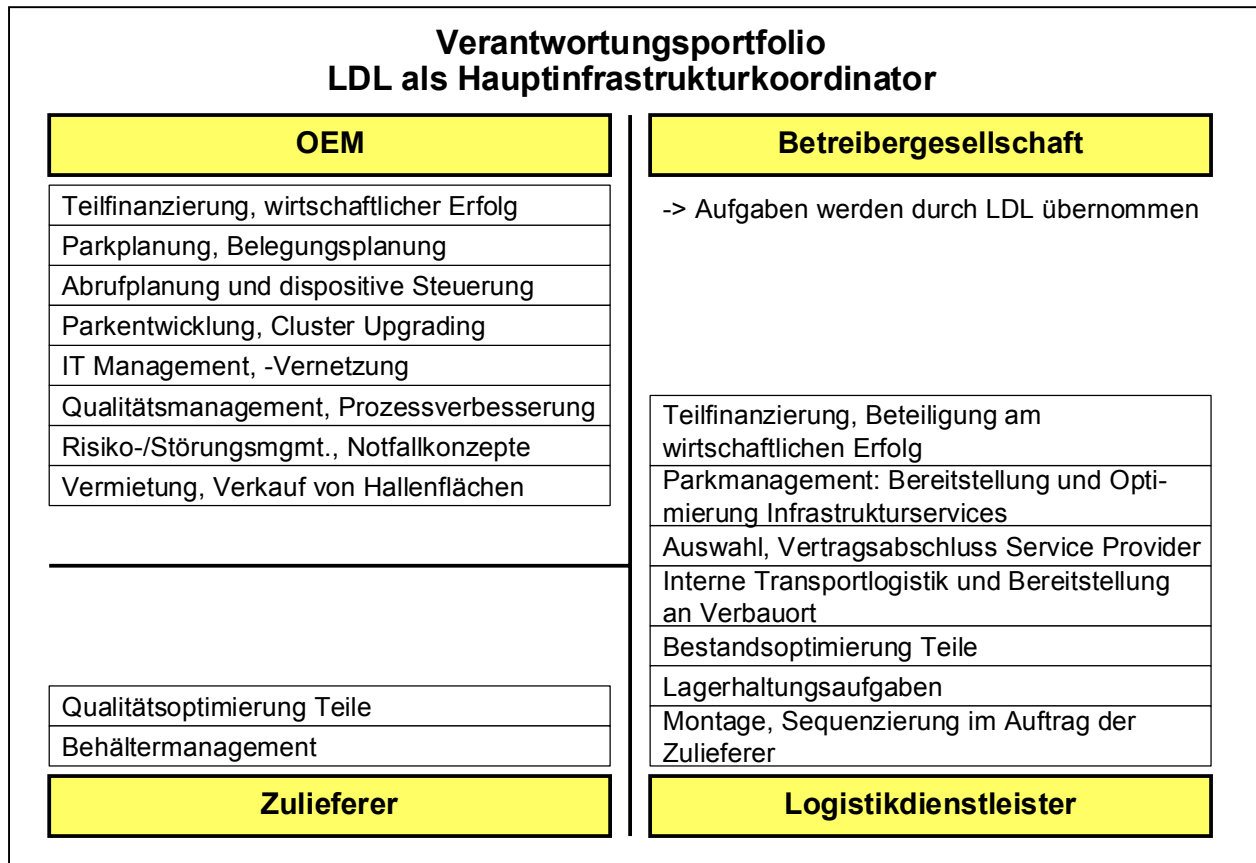 Verantwortungsportfolio
LDL als Hauptinfrastrukturkoordinator
OEM
Teilfinanzierung, wirtschaftlicher Erfolg
Parkplanung, Belegungsplanung
Abrufplanung und dispositive Steuerung
Parkentwicklung, Cluster Upgrading
IT Management, -Vernetzung
Qualitätsmanagement, Prozessverbesserung
Risiko-/Störungsmgmt., Notfallkonzepte
Vermietung, Verkauf von Hallenflächen
Betreibergesellschaft
-> Aufgaben werden durch LDL übernommen
Qualitätsoptimierung Teile
Behältermanagement
Zulieferer
Teilfinanzierung, Beteiligung am
wirtschaftlichen Erfolg
Parkmanagement: Bereitstellung und Opti-
mierung Infrastrukturservices
Auswahl, Vertragsabschluss Service Provider
Interne Transportlogistik und Bereitstellung
an Verbauort
Bestandsoptimierung Teile
Lagerhaltungsaufgaben
Montage, Sequenzierung im Auftrag der
Zulieferer
Logistikdienstleister